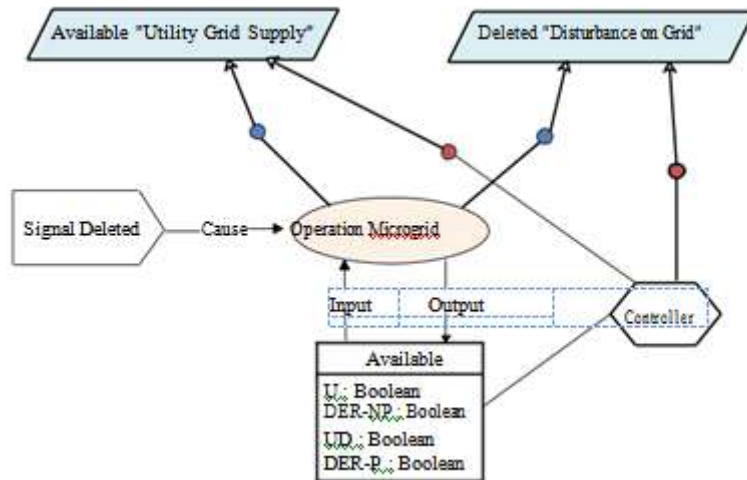 Available "Utility Grid Supply"
Deleted "Disturbance on Grid"
Signal Deleted
Cause
Operation Microgrid
Input
Output
Controller
Available
U : Boolean
DER-NP : Boolean
UD : Boolean
DER-P : Boolean